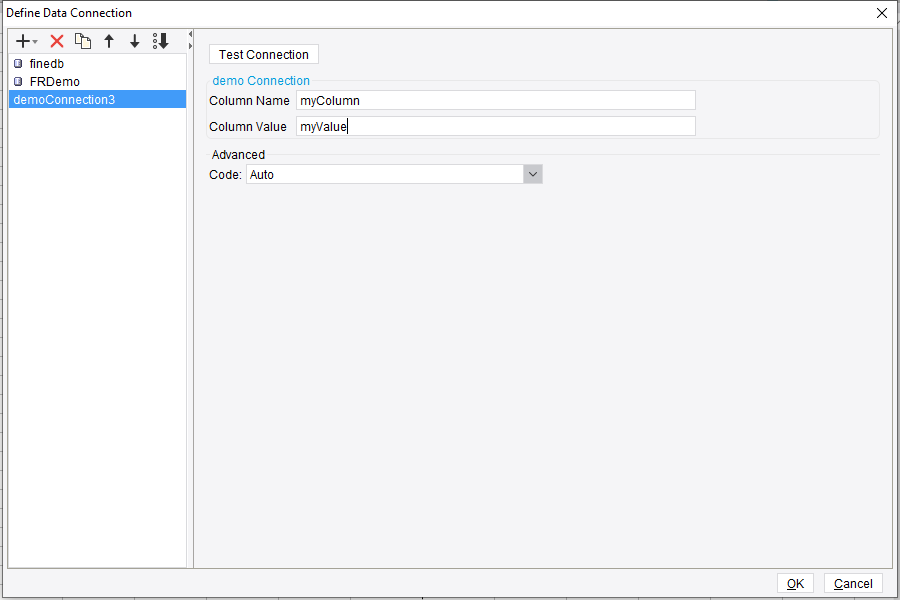 Define Data Connection
finedb
FRDemo
demoConnection3
Test Connection
demo Connection
Column Name myColumn
Column Value myValue
Advanced
Code: Auto
OK Cancel